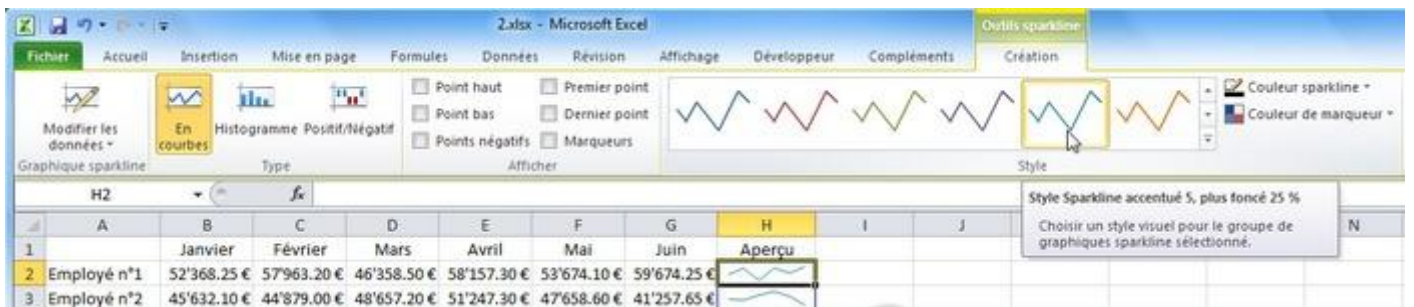 2.xlsx - Microsoft Excel
Outils sparkline
Fichier Accueil Insertion Mise en page Formules Données Révision Affichage Développeur Compléments Création
Modifier les données
En courbes
Histogramme
Positif/Négatif
Point haut
Point bas
Points négatifs
Premier point
Dernier point
Marqueurs
Couleur sparkline
Couleur de marqueur
Graphique sparkline Type Afficher Style
H2 fx
Style Sparkline accentué 5, plus foncé 25 %
Choisir un style visuel pour le groupe de
graphiques sparkline sélectionné.
A B C D E F G H I J N
1 Janvier Février Mars Avril Mai Juin Aperçu
2 Employé n°1 52'368.25 € 57'963.20 € 46'358.50 € 58'157.30 € 53'674.10 € 59'674.25 €
3 Employé n°2 45'632.10 € 44'879.00 € 48'657.20 € 51'247.30 € 47'658.60 € 41'257.65 €